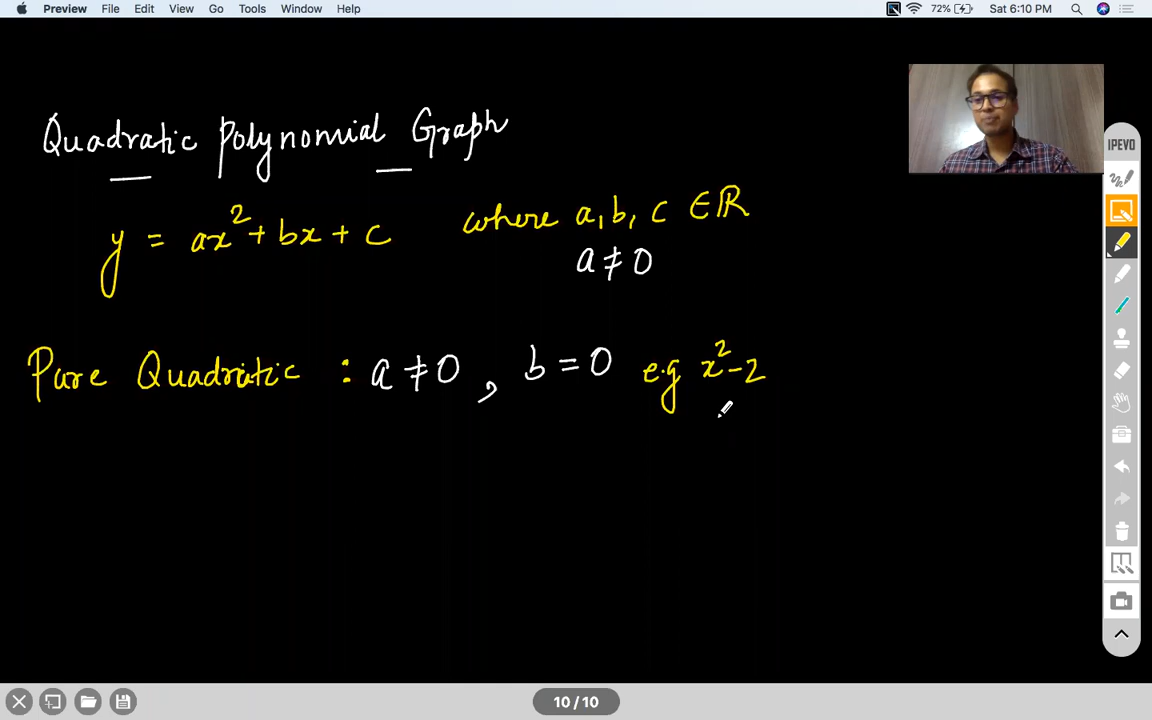 Preview File Edit View Go Tools Window Help 72% Sat 6:10 PM
Quadratic Polynomial Graph
IPEVO
y = ax² + bx + c where a, b, c ∈ ℝ
a ≠ 0
Pure Quadratic : a ≠ 0 , b = 0 e.g x² - 2
10 / 10